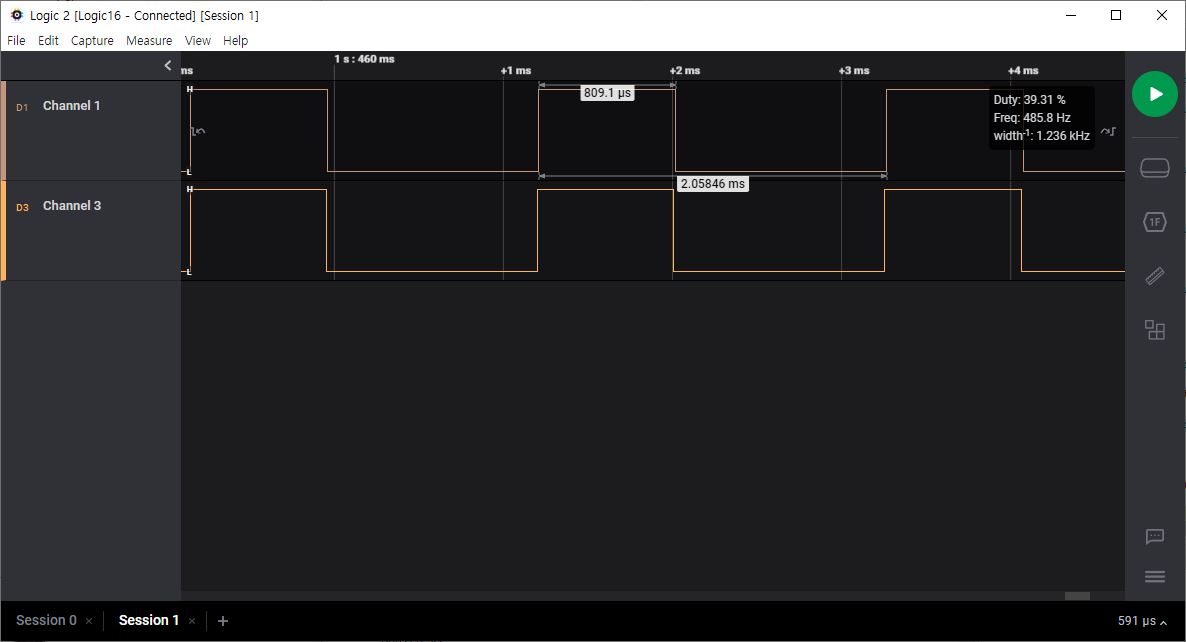 Logic 2 [Logic16 - Connected] [Session 1]
File Edit Capture Measure View Help
ms 1 s : 460 ms +1 ms +2 ms +3 ms +4 ms
D1 Channel 1
H
L
809.1 µs
2.05846 ms
Duty: 39.31 %
Freq: 485.8 Hz
width-1: 1.236 kHz
D3 Channel 3
H
L
1F
Session 0 × Session 1 × +
591 µs